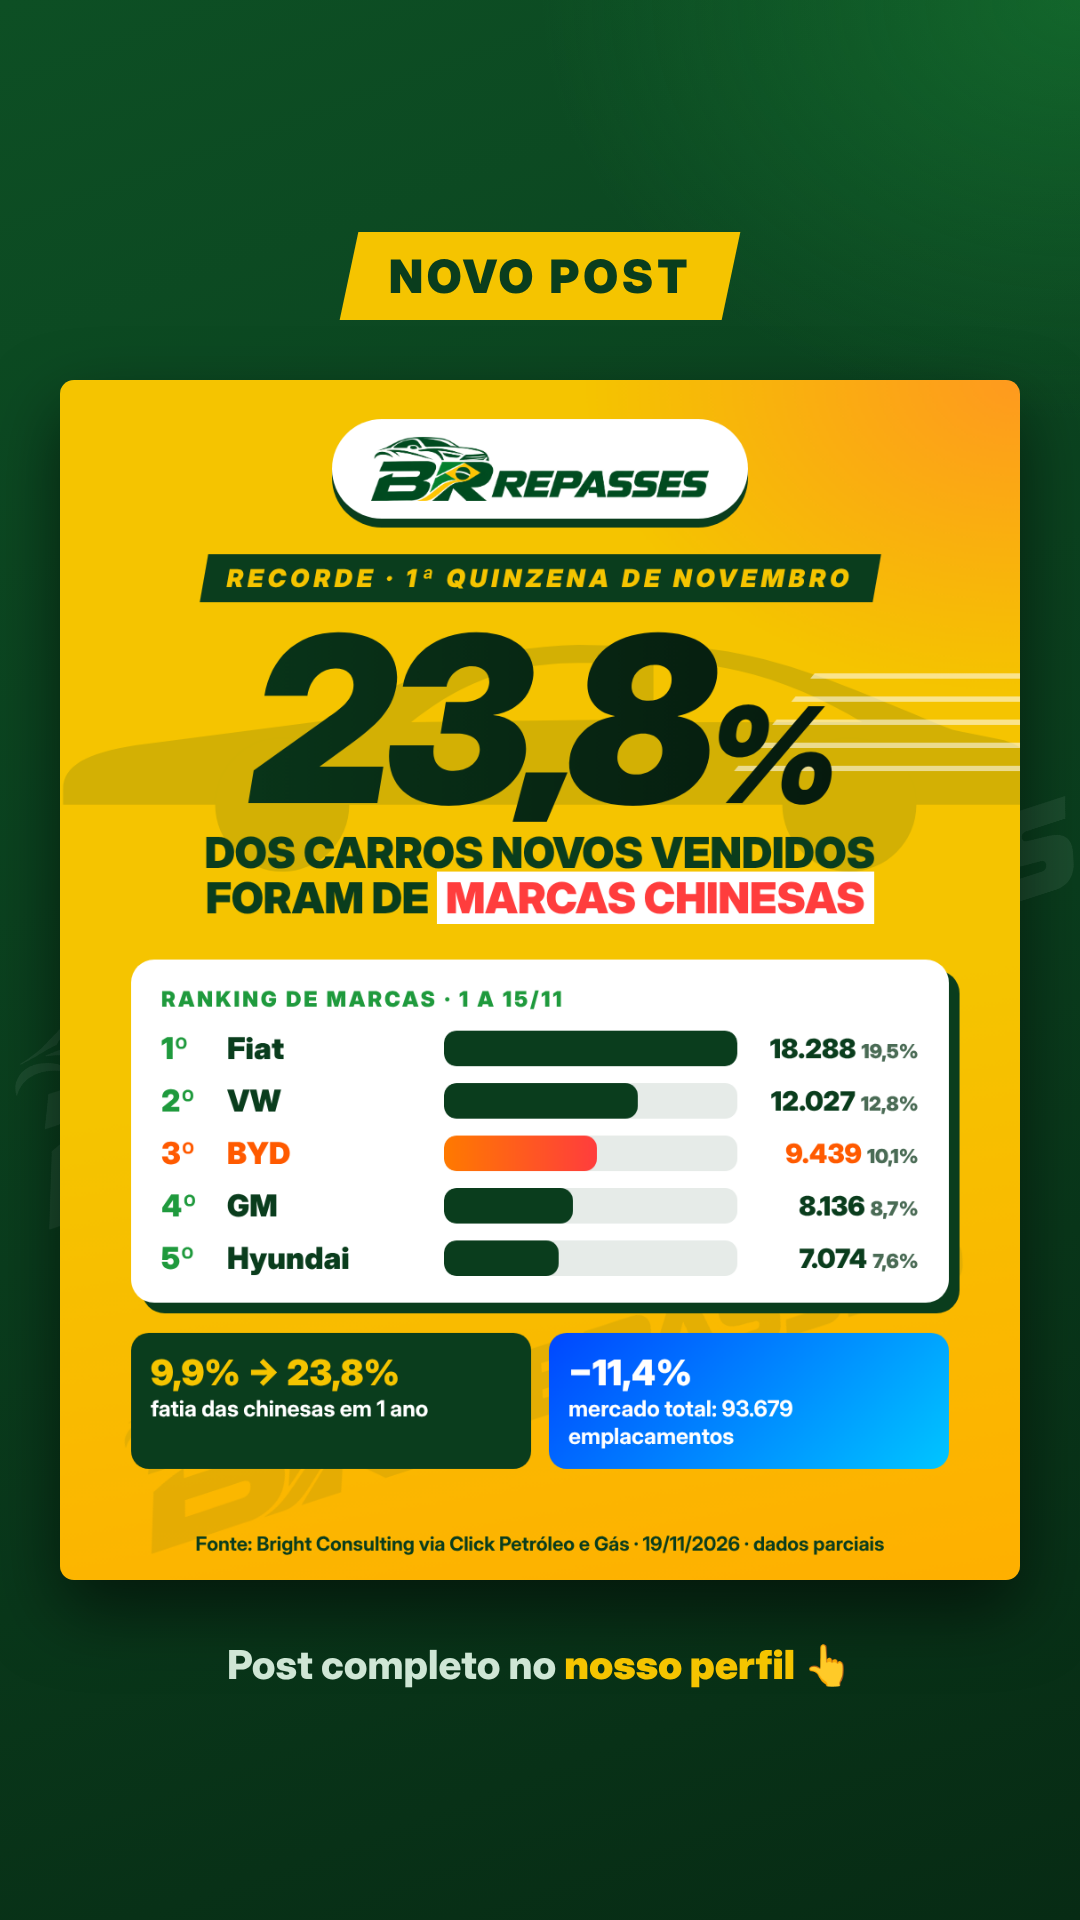 NOVO POST
BR REPASSES
RECORDE · 1ª QUINZENA DE NOVEMBRO
23,8%
DOS CARROS NOVOS VENDIDOS
FORAM DE MARCAS CHINESAS
RANKING DE MARCAS · 1 A 15/11
1º Fiat 18.288 19,5%
2º VW 12.027 12,8%
3º BYD 9.439 10,1%
4º GM 8.136 8,7%
5º Hyundai 7.074 7,6%
9,9% → 23,8%
fatia das chinesas em 1 ano
−11,4%
mercado total: 93.679
emplacamentos
Fonte: Bright Consulting via Click Petróleo e Gás · 19/11/2026 · dados parciais
Post completo no nosso perfil 👆